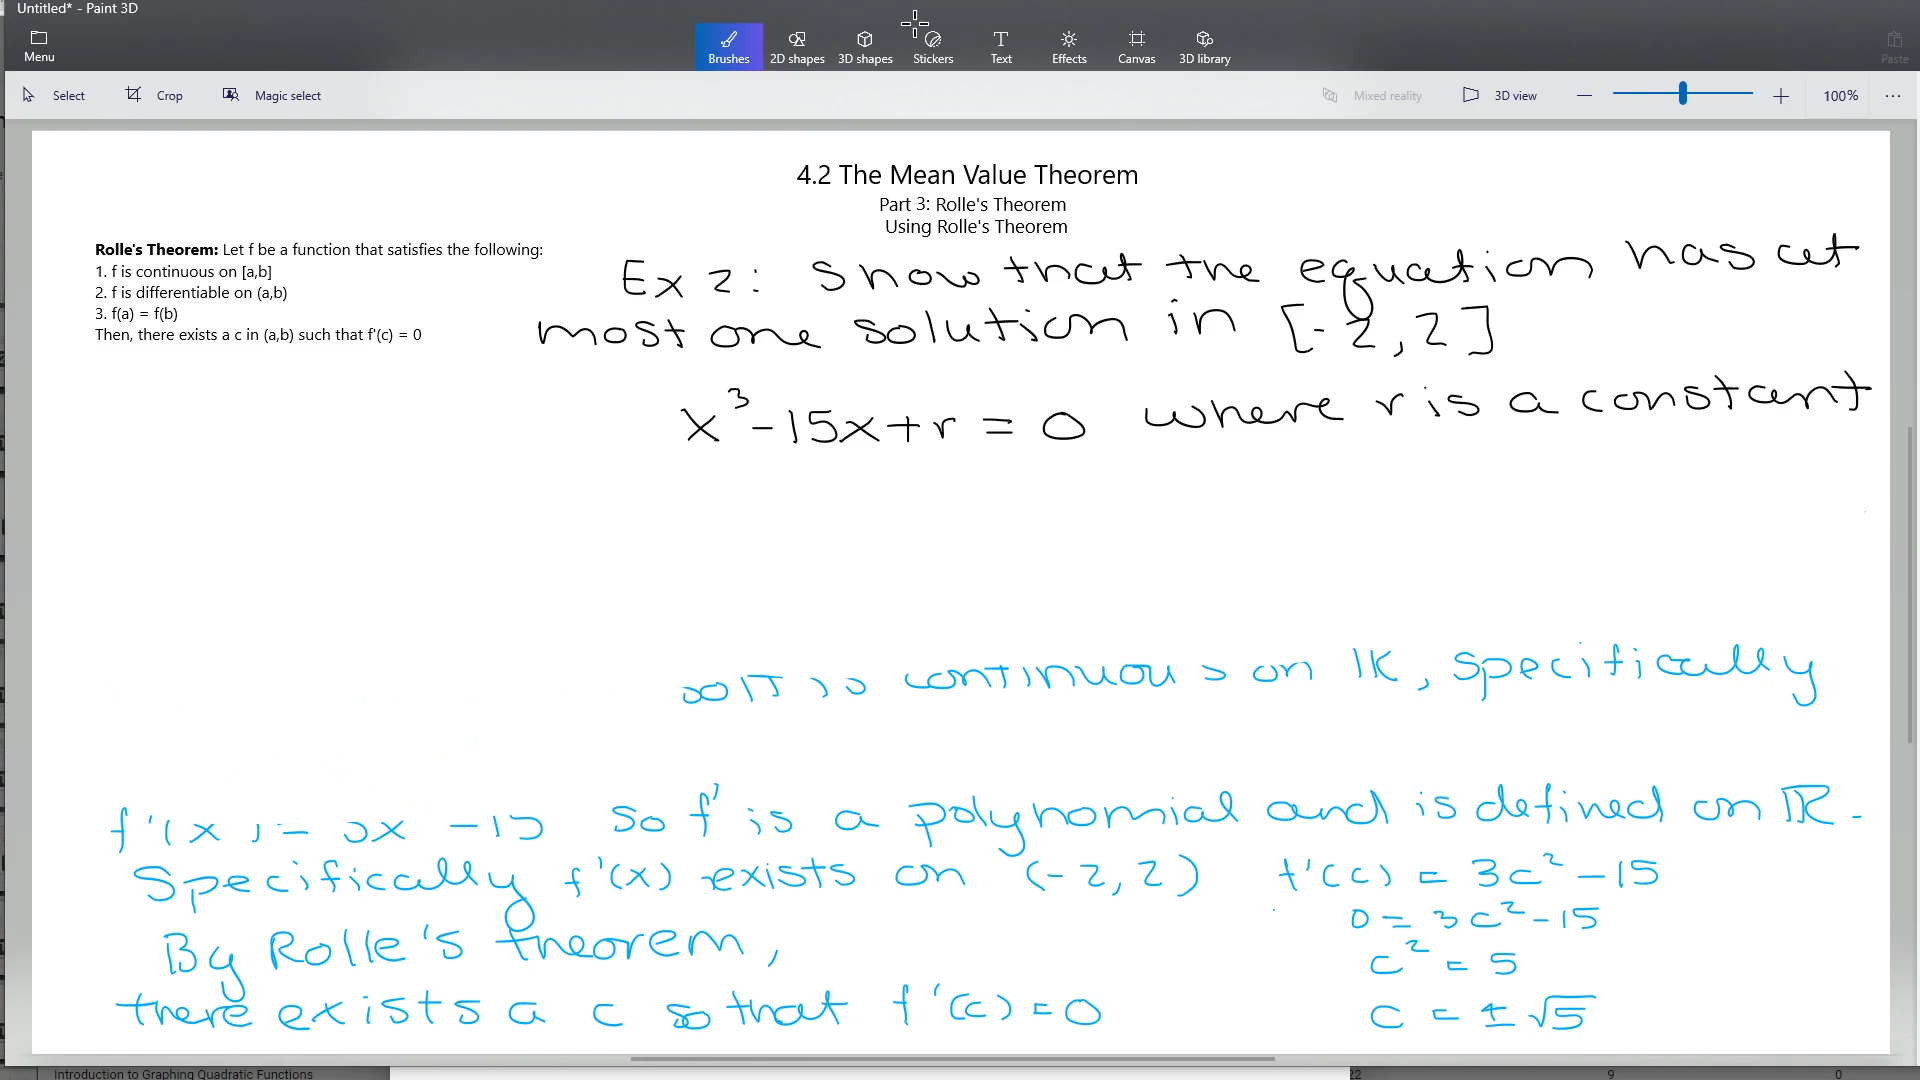 Untitled* - Paint 3D
Menu
Brushes 2D shapes 3D shapes Stickers Text Effects Canvas 3D library Paste
Select Crop Magic select Mixed reality 3D view 100%
4.2 The Mean Value Theorem
Part 3: Rolle's Theorem
Using Rolle's Theorem
Rolle's Theorem: Let f be a function that satisfies the following:
1. f is continuous on [a,b]
2. f is differentiable on (a,b)
3. f(a) = f(b)
Then, there exists a c in (a,b) such that f'(c) = 0
Ex 2: Show that the equation has at
most one solution in [-2,2]
x³-15x+r = 0 where r is a constant
continuous on ℝ, specifically
so f' is a polynomial and is defined on ℝ.
Specifically f'(x) exists on (-2,2)
By Rolle's theorem,
there exists a c so that f'(c)=0
f'(c) = 3c²-15
0 = 3c²-15
c² = 5
c = ±√5
Introduction to Graphing Quadratic Functions
22 9 0